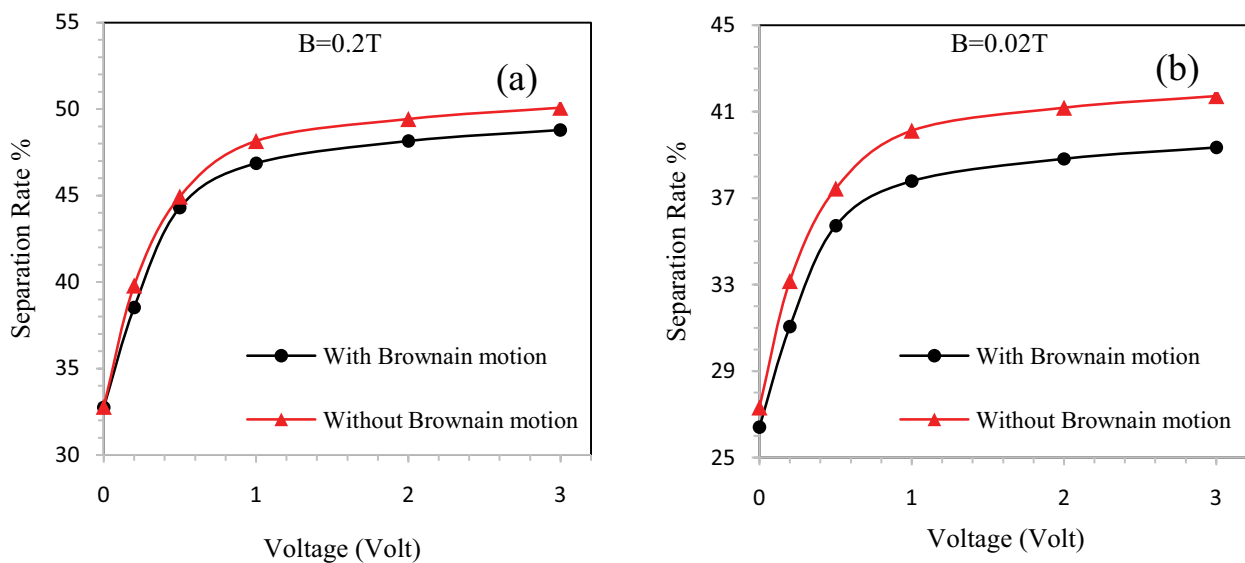 B=0.2T
(a)
55
50
45
40
35
30
Separation Rate %
With Brownain motion
Without Brownain motion
0
1
2
3
Voltage (Volt)
B=0.02T
(b)
45
41
37
33
29
25
Separation Rate %
With Brownain motion
Without Brownain motion
0
1
2
3
Voltage (Volt)